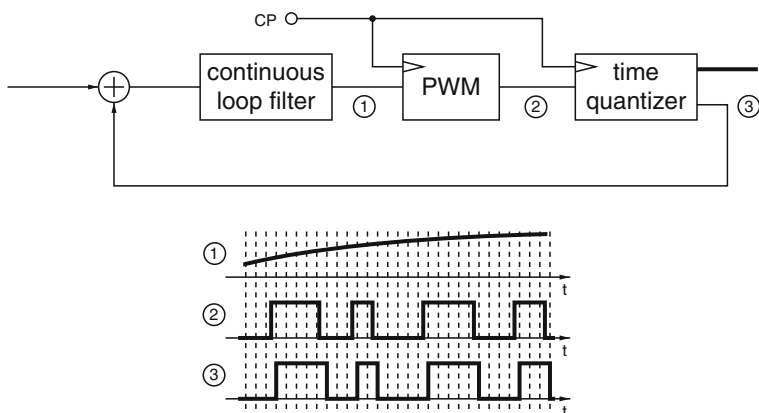 CP
continuous
loop filter
PWM
time
quantizer
+
1
2
3
1
t
2
t
3
t